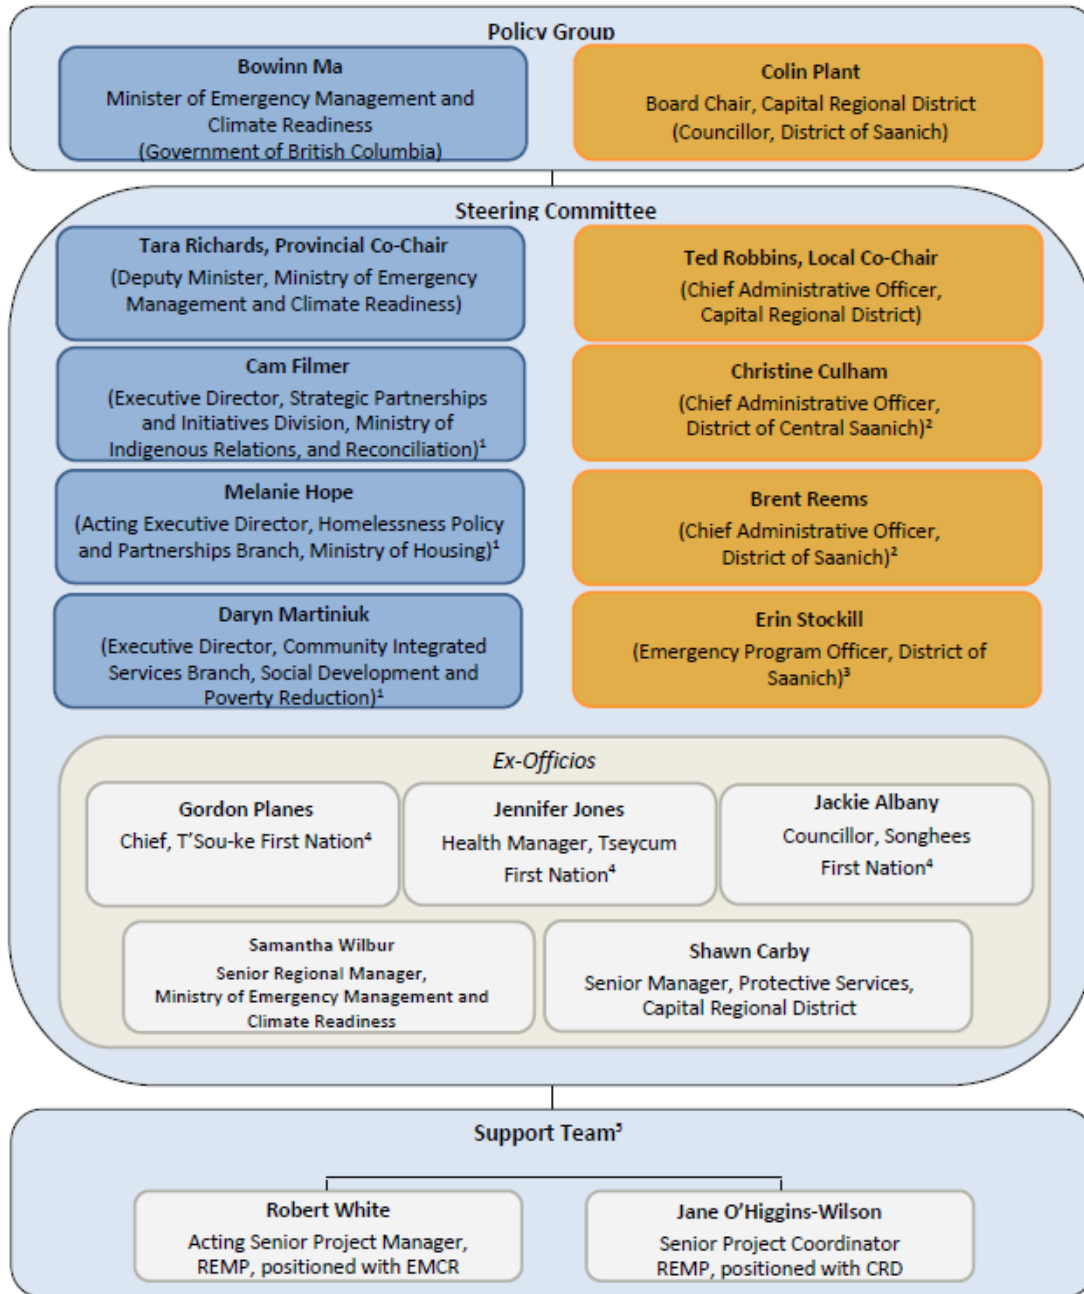 Policy Group
Bowinn Ma
Minister of Emergency Management and
Climate Readiness
(Government of British Columbia)
Colin Plant
Board Chair, Capital Regional District
(Councillor, District of Saanich)
Steering Committee
Tara Richards, Provincial Co-Chair
(Deputy Minister, Ministry of Emergency
Management and Climate Readiness)
Ted Robbins, Local Co-Chair
(Chief Administrative Officer,
Capital Regional District)
Cam Filmer
(Executive Director, Strategic Partnerships
and Initiatives Division, Ministry of
Indigenous Relations, and Reconciliation)¹
Christine Culham
(Chief Administrative Officer,
District of Central Saanich)²
Melanie Hope
(Acting Executive Director, Homelessness Policy
and Partnerships Branch, Ministry of Housing)¹
Brent Reems
(Chief Administrative Officer,
District of Saanich)²
Daryn Martiniuk
(Executive Director, Community Integrated
Services Branch, Social Development and
Poverty Reduction)¹
Erin Stockill
(Emergency Program Officer, District of
Saanich)³
Ex-Officios
Gordon Planes
Chief, T'Sou-ke First Nation⁴
Jennifer Jones
Health Manager, Tseycum
First Nation⁴
Jackie Albany
Councillor, Songhees
First Nation⁴
Samantha Wilbur
Senior Regional Manager,
Ministry of Emergency Management and
Climate Readiness
Shawn Carby
Senior Manager, Protective Services,
Capital Regional District
Support Team⁵
Robert White
Acting Senior Project Manager,
REMP, positioned with EMCR
Jane O'Higgins-Wilson
Senior Project Coordinator
REMP, positioned with CRD